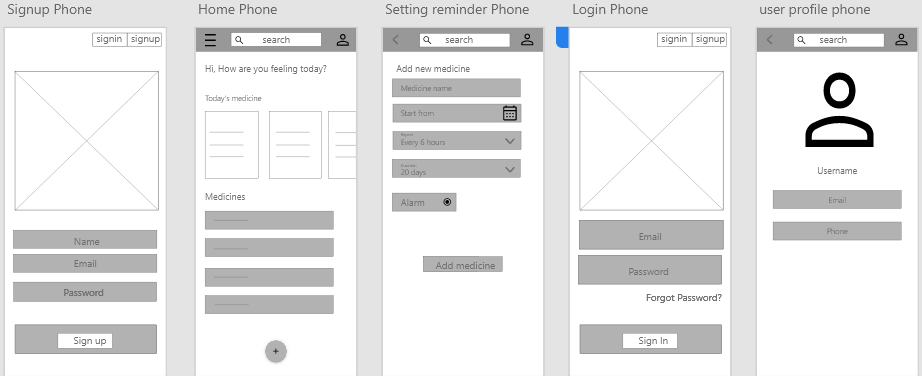 Signup Phone
signin
signup
Name
Email
Password
Sign up
Home Phone
search
Hi, How are you feeling today?
Today's medicine
Medicines
+
Setting reminder Phone
search
Add new medicine
Medicine name
Start from
Every 6 hours
20 days
Alarm
Add medicine
Login Phone
signin
signup
Email
Password
Forgot Password?
Sign In
user profile phone
search
Username
Email
Phone